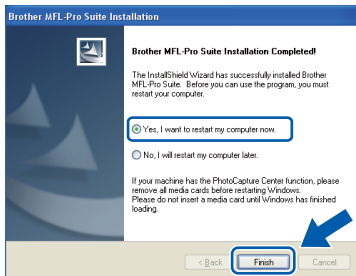 Brother MFL-Pro Suite Installation
Brother MFL-Pro Suite Installation Completed!
The InstallShield Wizard has successfully installed Brother
MFL-Pro Suite. Before you can use the program, you must
restart your computer.
Yes, I want to restart my computer now.
No, I will restart my computer later.
If your machine has the PhotoCapture Center function, please
remove all media cards before restarting Windows.
Please do not insert a media card until Windows has finished
loading.
< Back Finish Cancel